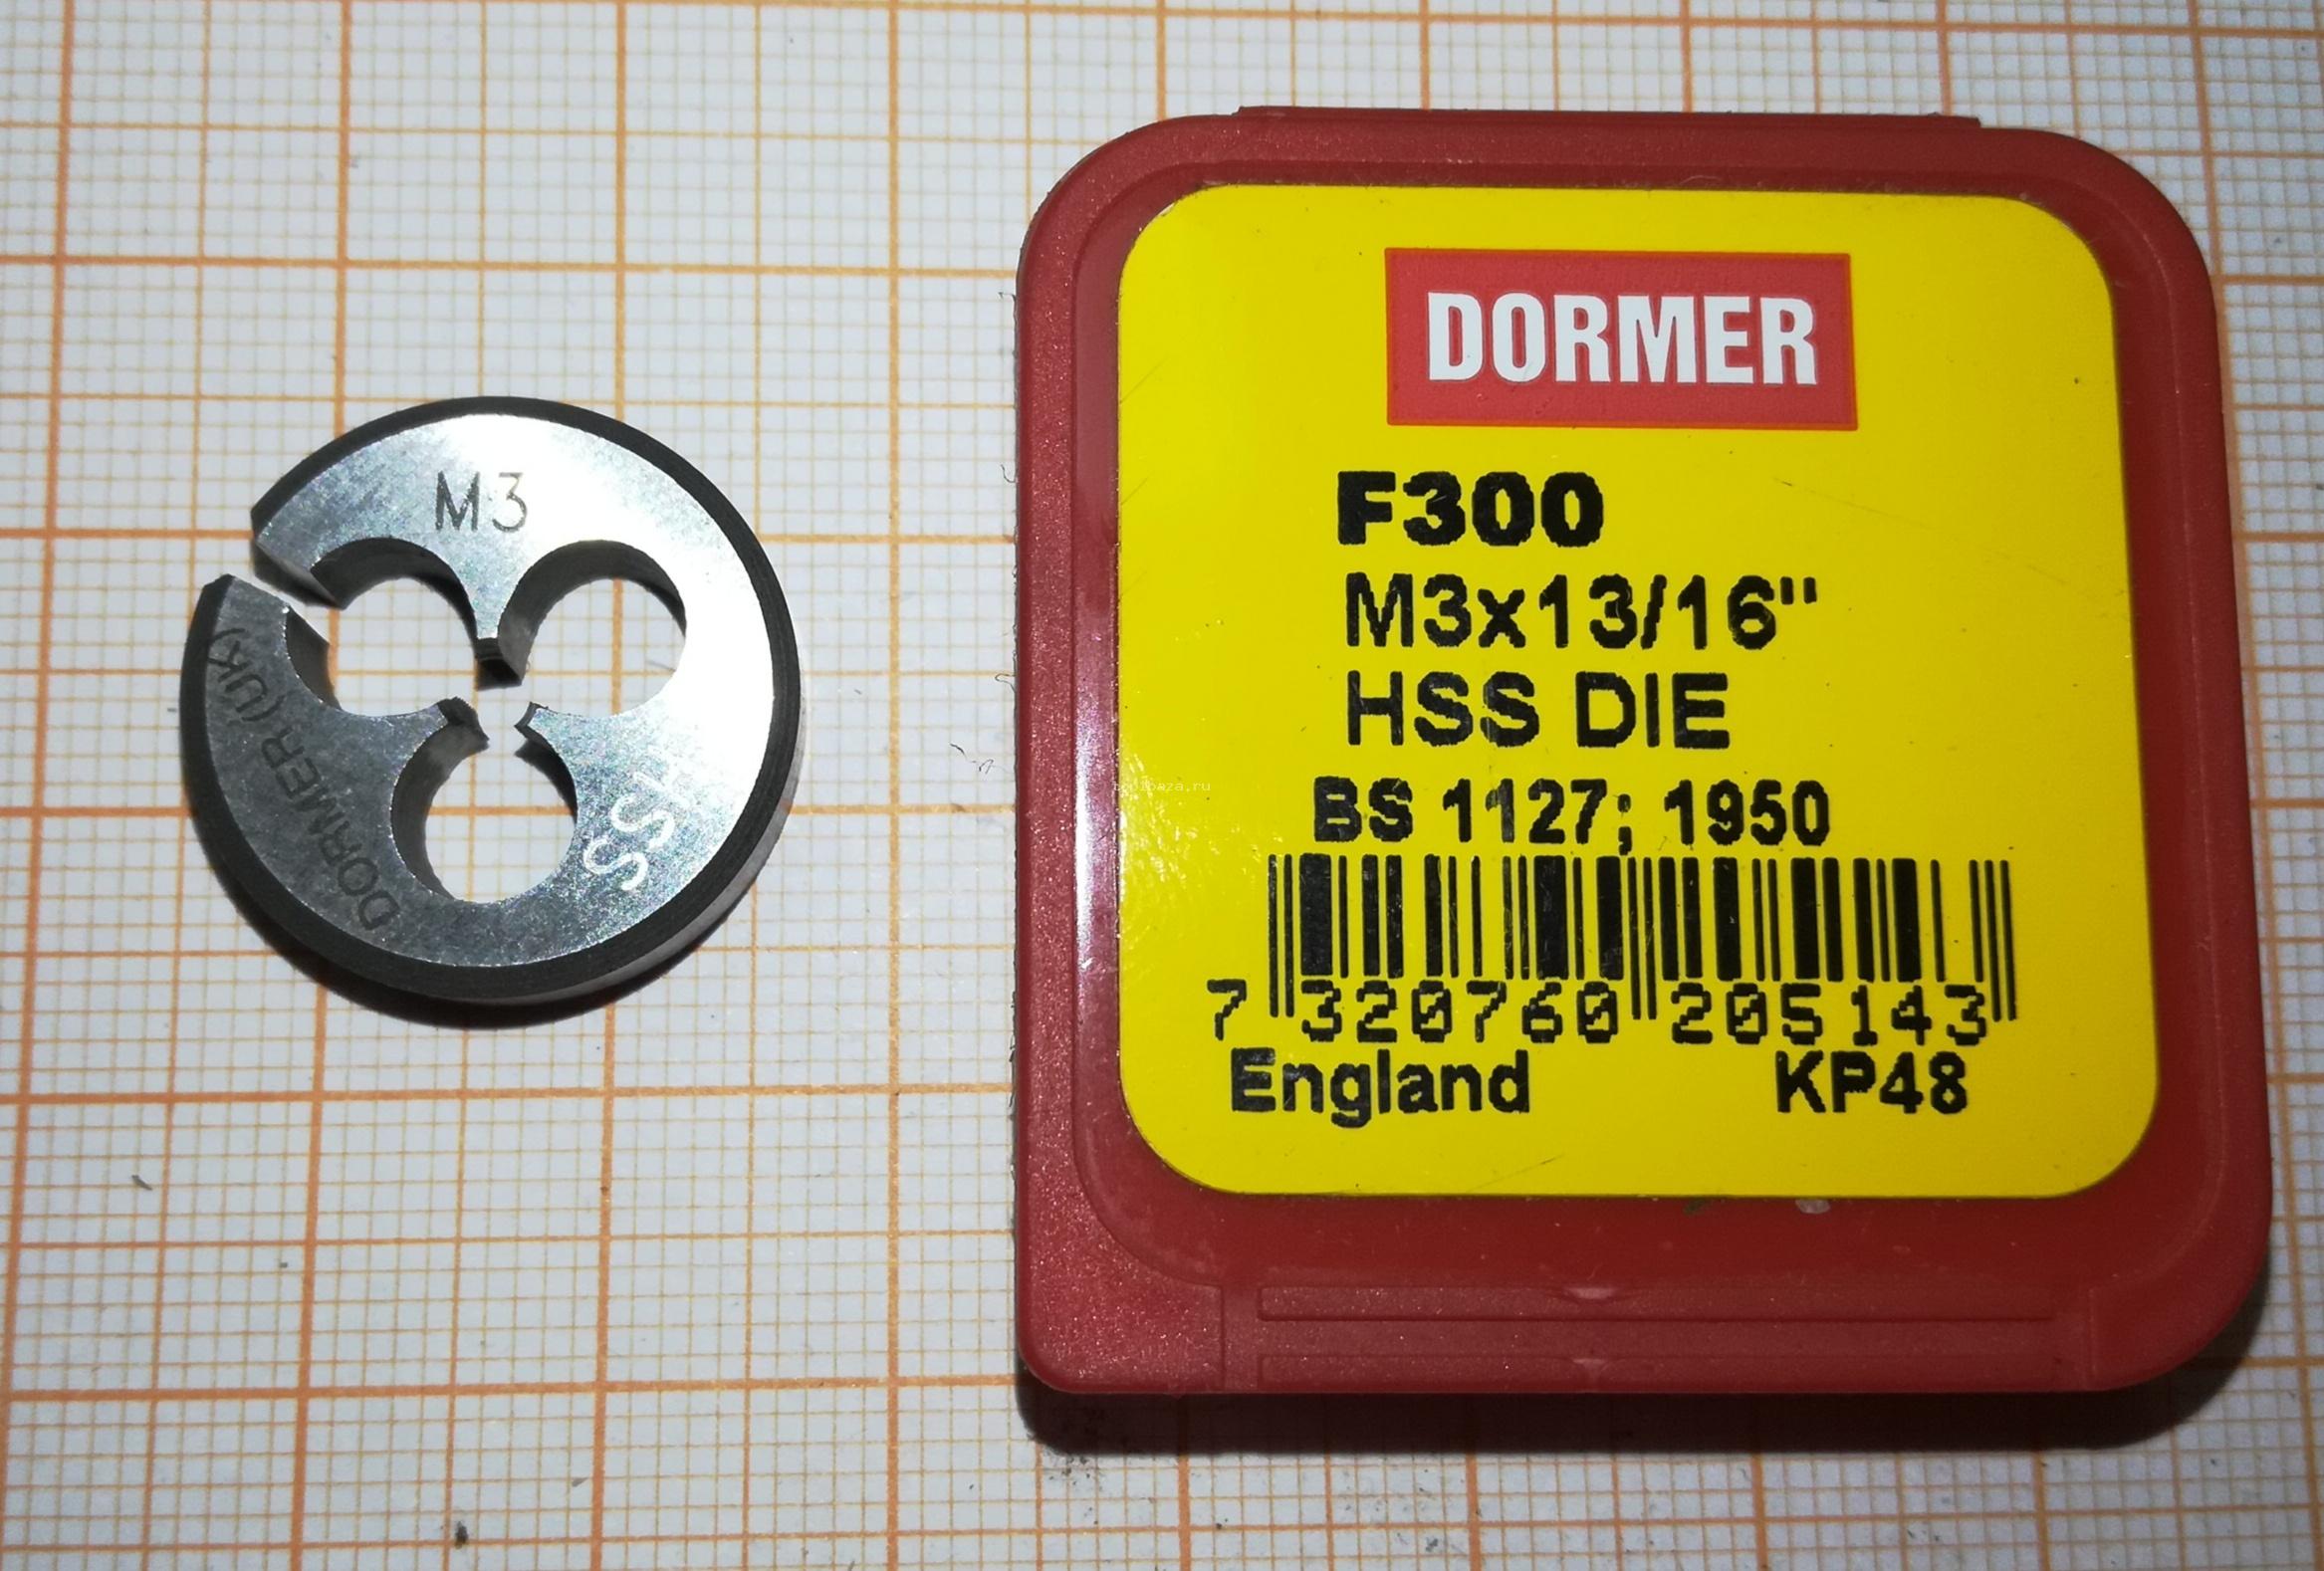 M3
DORMER (UK)
HSS
DORMER
F300
M3x13/16"
HSS DIE
BS 1127; 1950
7 320760 205143
England KP48